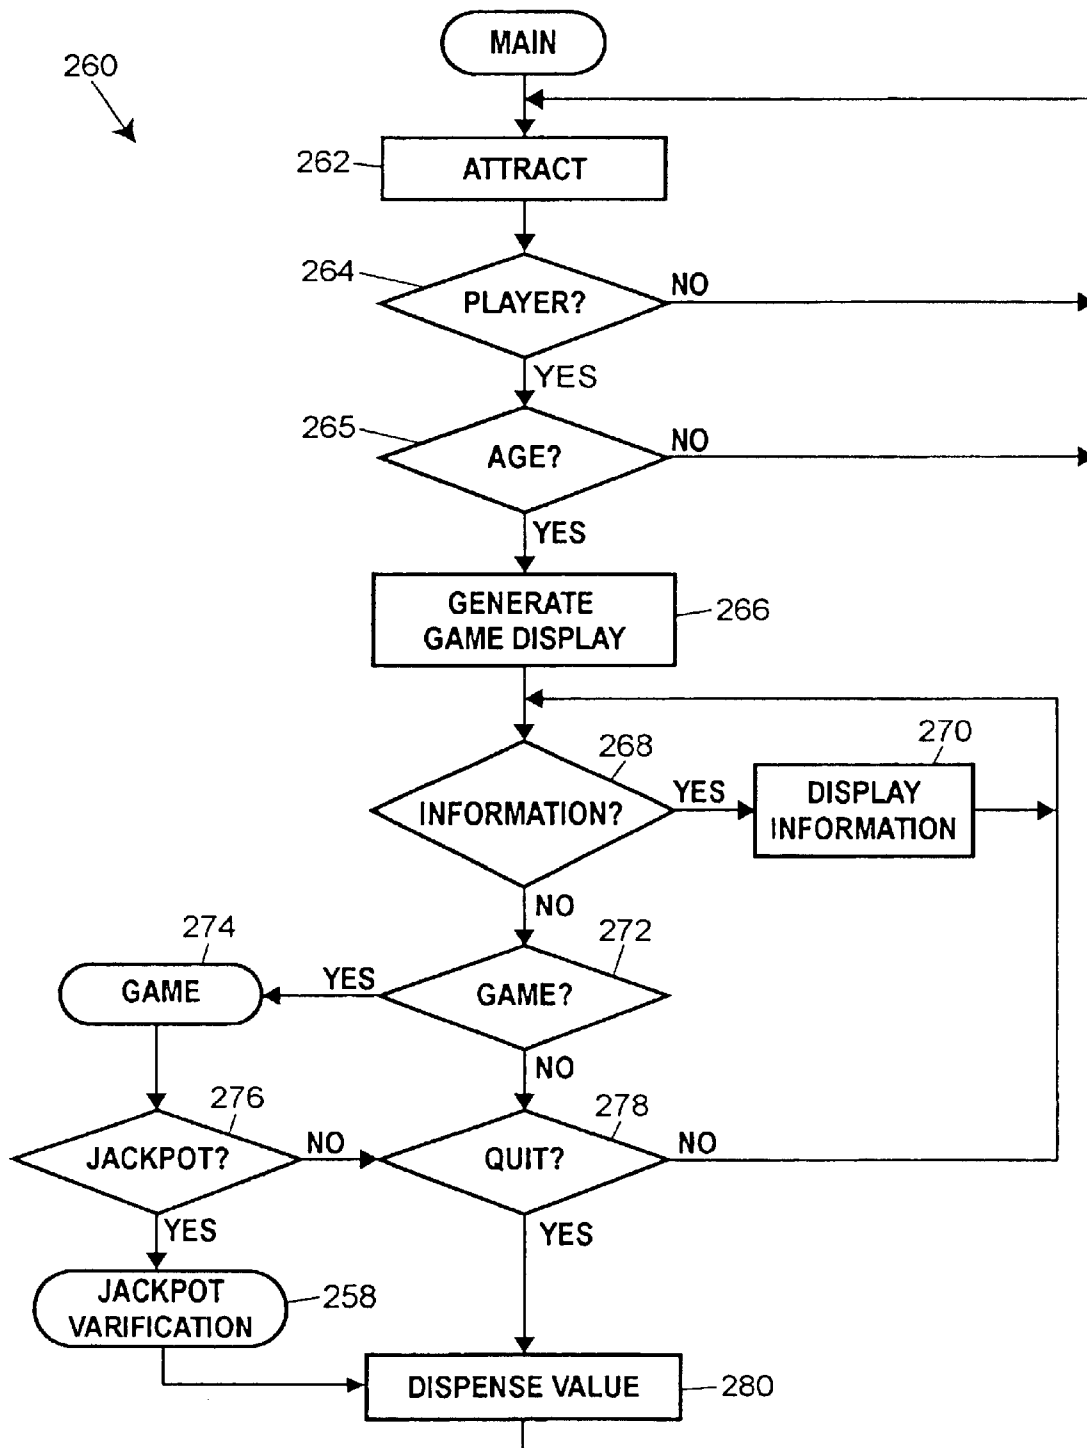 MAIN
260
262
ATTRACT
264
PLAYER?
NO
YES
265
AGE?
NO
YES
GENERATE
GAME DISPLAY
266
268
INFORMATION?
YES
270
DISPLAY
INFORMATION
NO
274
GAME
YES
272
GAME?
NO
276
JACKPOT?
NO
278
QUIT?
NO
YES
YES
JACKPOT
VARIFICATION
258
DISPENSE VALUE
280